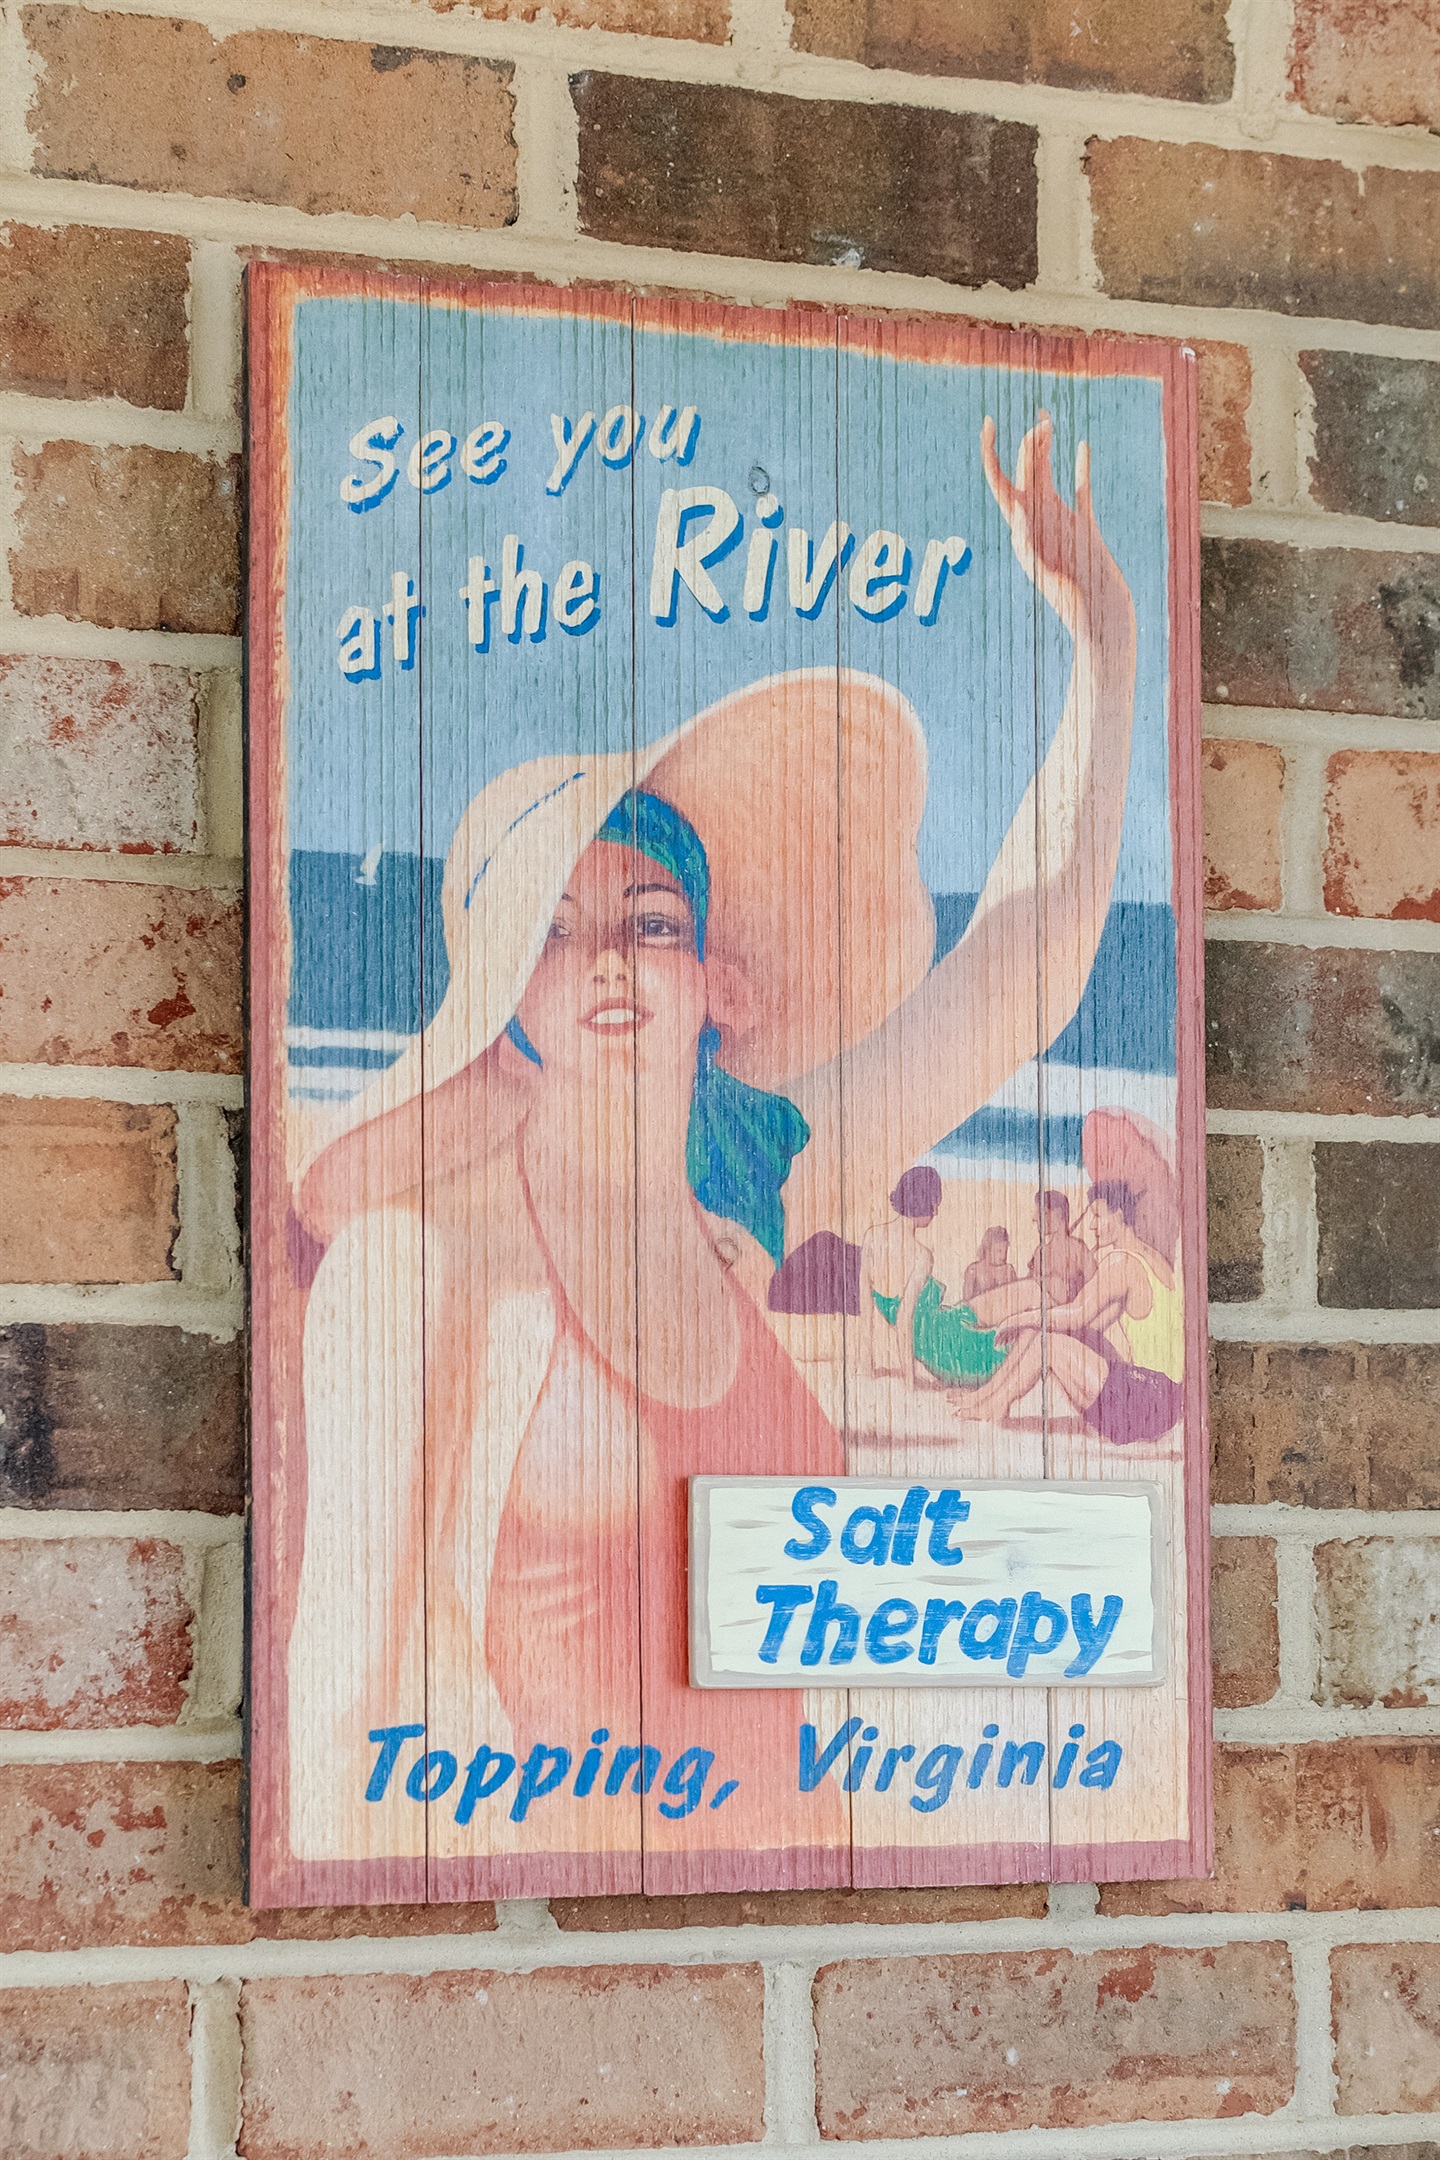 See you
at the River
Salt
Therapy
Topping, Virginia